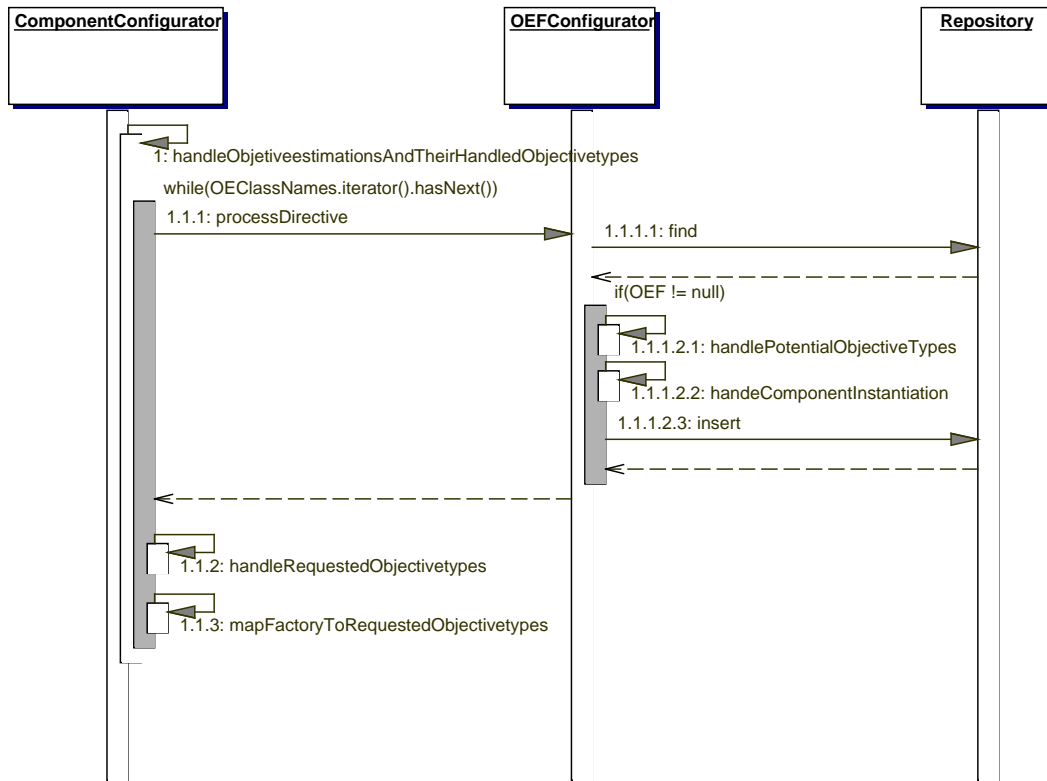 ComponentConfigurator
OEFConfigurator
Repository
1: handleObjetiveestimationsAndTheirHandledObjectivetypes
while(OEClassNames.iterator().hasNext())
1.1.1: processDirective
1.1.1.1: find
if(OEF != null)
1.1.1.2.1: handlePotentialObjectiveTypes
1.1.1.2.2: handeComponentInstantiation
1.1.1.2.3: insert
1.1.2: handleRequestedObjectivetypes
1.1.3: mapFactoryToRequestedObjectivetypes